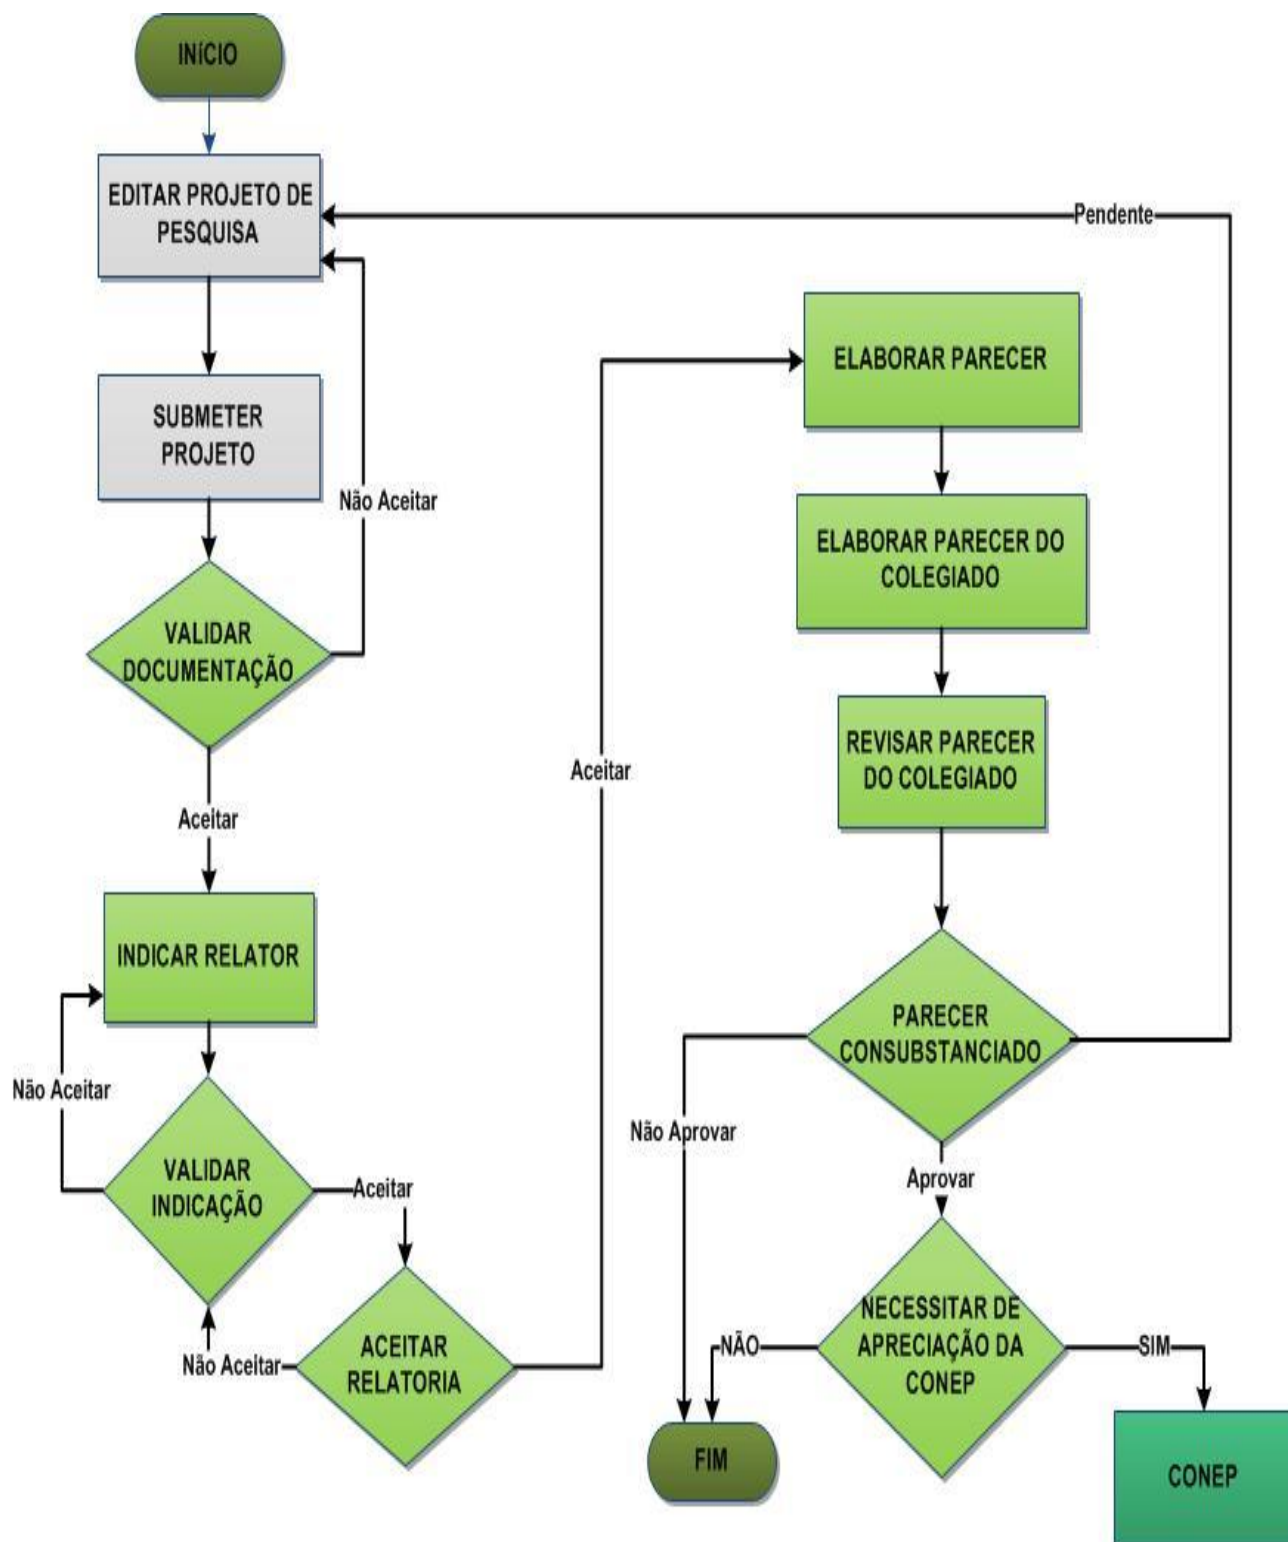 INÍCIO
EDITAR PROJETO DE
PESQUISA
Pendente
SUBMETER
PROJETO
Não Aceitar
VALIDAR
DOCUMENTAÇÃO
Aceitar
INDICAR RELATOR
Não Aceitar
VALIDAR
INDICAÇÃO
Aceitar
Não Aceitar
ACEITAR
RELATORIA
Aceitar
ELABORAR PARECER
ELABORAR PARECER DO
COLEGIADO
REVISAR PARECER
DO COLEGIADO
PARECER
CONSUBSTANCIADO
Não Aprovar
Aprovar
NECESSITAR DE
APRECIAÇÃO DA
CONEP
NÃO
SIM
FIM
CONEP